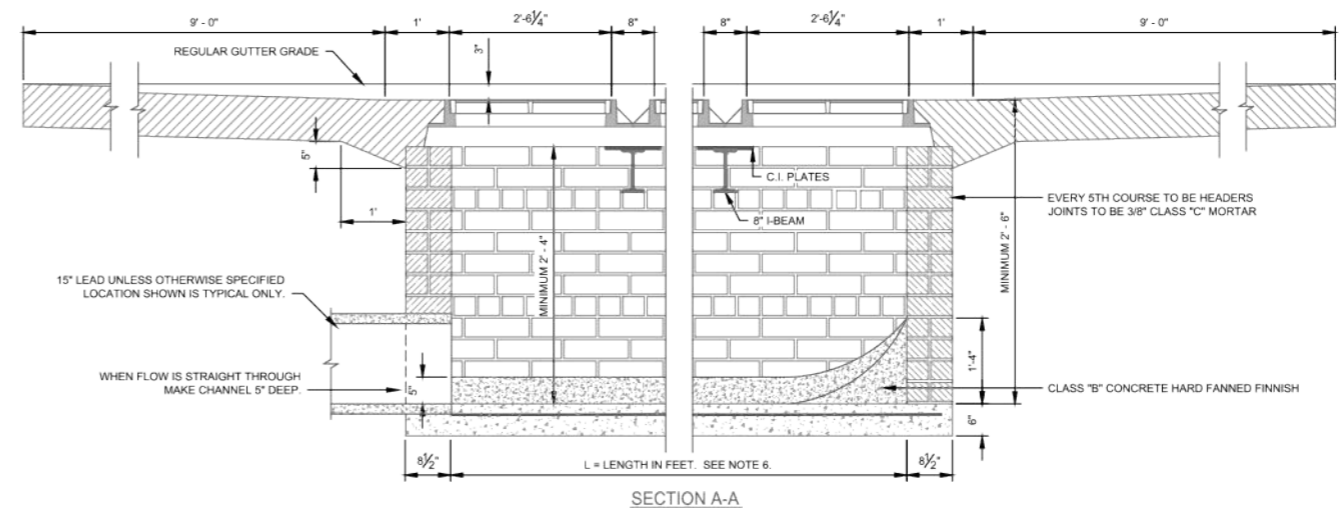 9' - 0"
1'
2'-6¼"
8"
8"
2'-6¼"
1'
9' - 0"
REGULAR GUTTER GRADE
3"
5"
C.I. PLATES
EVERY 5TH COURSE TO BE HEADERS
JOINTS TO BE 3/8" CLASS "C" MORTAR
1'
8" I-BEAM
MINIMUM 2' - 4"
MINIMUM 2' - 6"
15" LEAD UNLESS OTHERWISE SPECIFIED
LOCATION SHOWN IS TYPICAL ONLY.
1'-4"
WHEN FLOW IS STRAIGHT THROUGH
MAKE CHANNEL 5" DEEP.
5"
CLASS "B" CONCRETE HARD FANNED FINNISH
6"
8½"
L = LENGTH IN FEET. SEE NOTE 6.
8½"
SECTION A-A